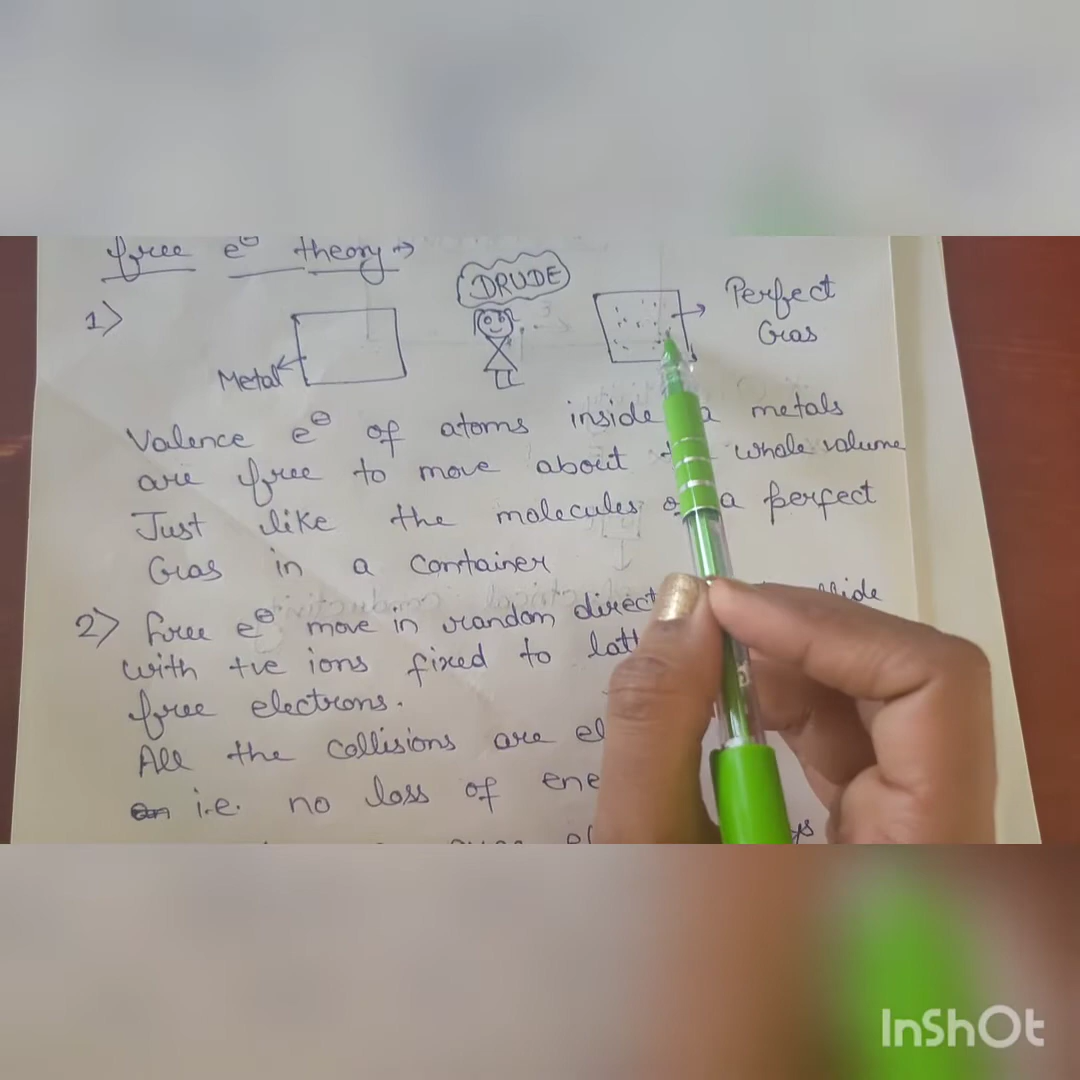 free e⊖ theory →
1>
DRUDE
Perfect
Gas
Metal
Valence e⊖ of atoms inside a metals
are free to move about whole volume
Just like the molecules a perfect
Gas in a container
2> Free e⊖ move in random
with +ve ions fixed to
free electrons.
All the collisions are
i.e. no loss of
InShOt